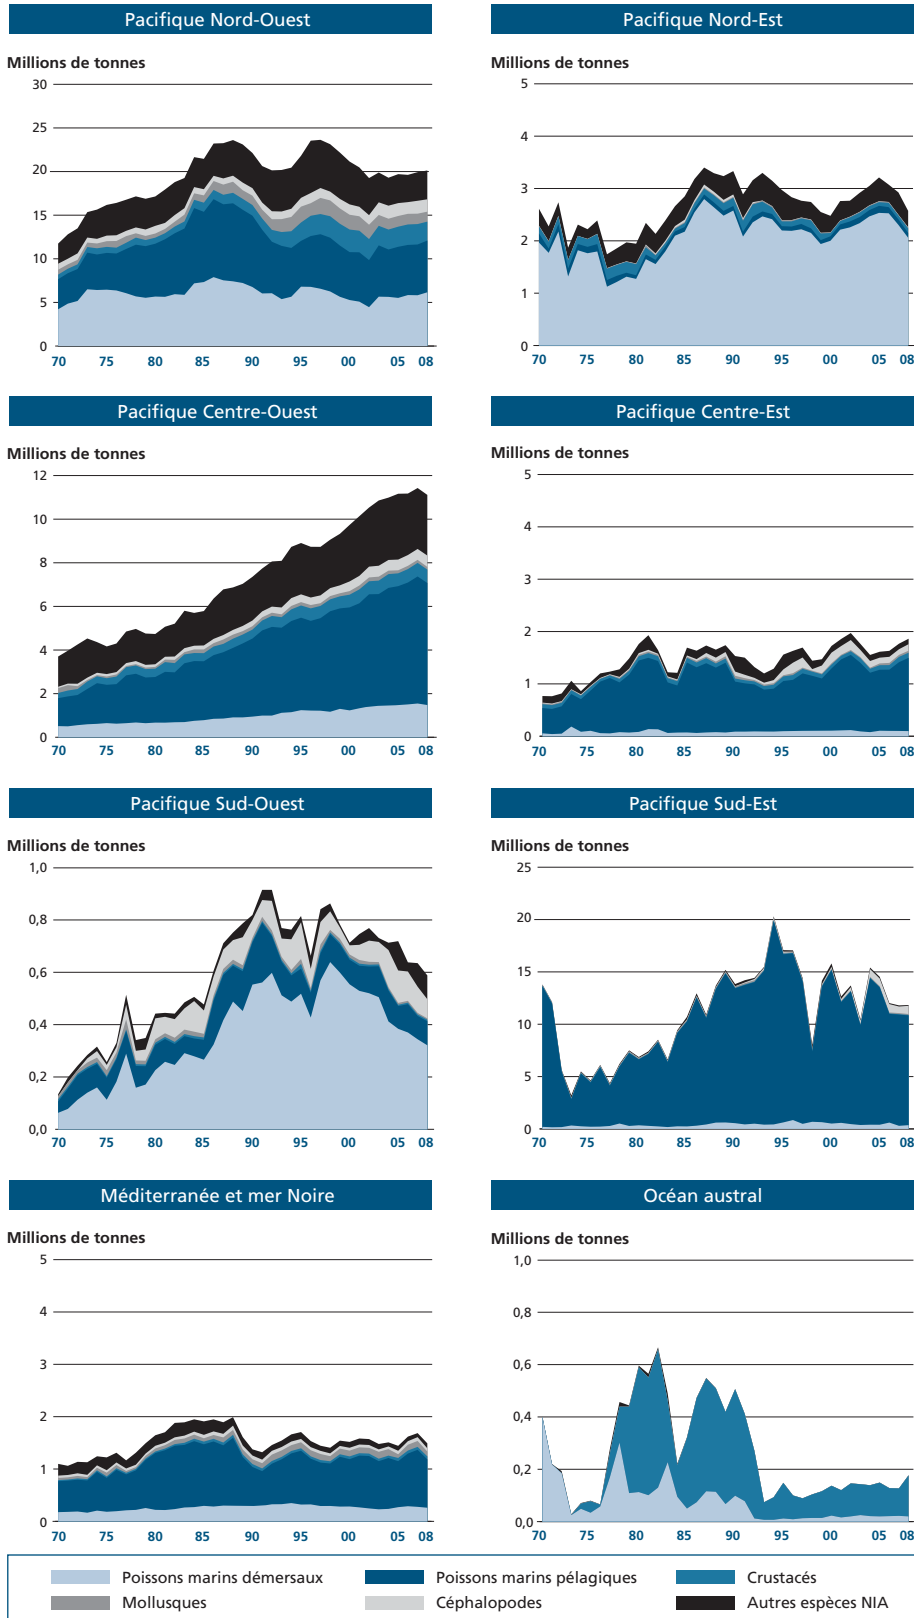 Pacifique Nord-Ouest
Millions de tonnes
30
25
20
15
10
5
0
70 75 80 85 90 95 00 05 08
Pacifique Nord-Est
Millions de tonnes
5
4
3
2
1
0
70 75 80 85 90 95 00 05 08
Pacifique Centre-Ouest
Millions de tonnes
12
10
8
6
4
2
0
70 75 80 85 90 95 00 05 08
Pacifique Centre-Est
Millions de tonnes
5
4
3
2
1
0
70 75 80 85 90 95 00 05 08
Pacifique Sud-Ouest
Millions de tonnes
1,0
0,8
0,6
0,4
0,2
0,0
70 75 80 85 90 95 00 05 08
Pacifique Sud-Est
Millions de tonnes
25
20
15
10
5
0
70 75 80 85 90 95 00 05 08
Méditerranée et mer Noire
Millions de tonnes
5
4
3
2
1
0
70 75 80 85 90 95 00 05 08
Océan austral
Millions de tonnes
1,0
0,8
0,6
0,4
0,2
0,0
70 75 80 85 90 95 00 05 08
Poissons marins démersaux
Poissons marins pélagiques
Crustacés
Mollusques
Céphalopodes
Autres espèces NIA